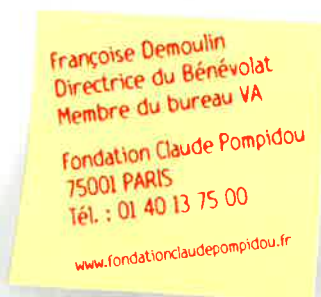 Françoise Demoulin
Directrice du Bénévolat
Membre du bureau VA
Fondation Claude Pompidou
75001 PARIS
Tél. : 01 40 13 75 00
www.fondationclaudepompidou.fr